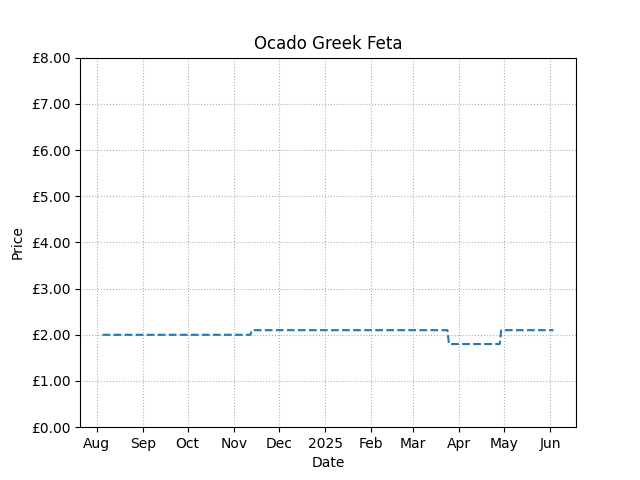 Ocado Greek Feta
£8.00
£7.00
£6.00
£5.00
£4.00
£3.00
£2.00
£1.00
£0.00
Price
Aug Sep Oct Nov Dec 2025 Feb Mar Apr May Jun
Date